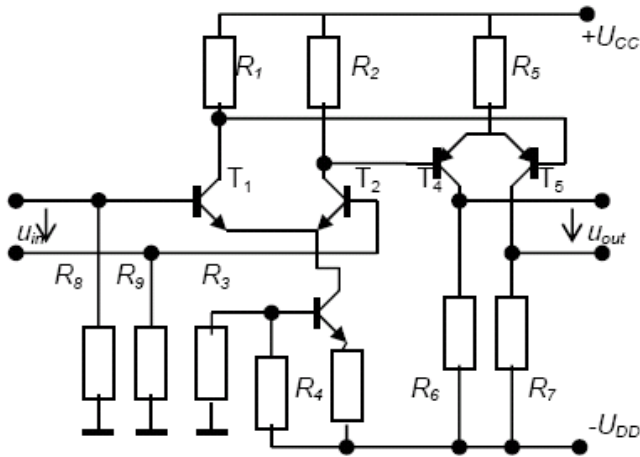 +U_CC
R_1
R_2
R_5
T_1
T_2
T_4
T_5
u_in
u_out
R_8
R_9
R_3
R_4
R_6
R_7
-U_DD